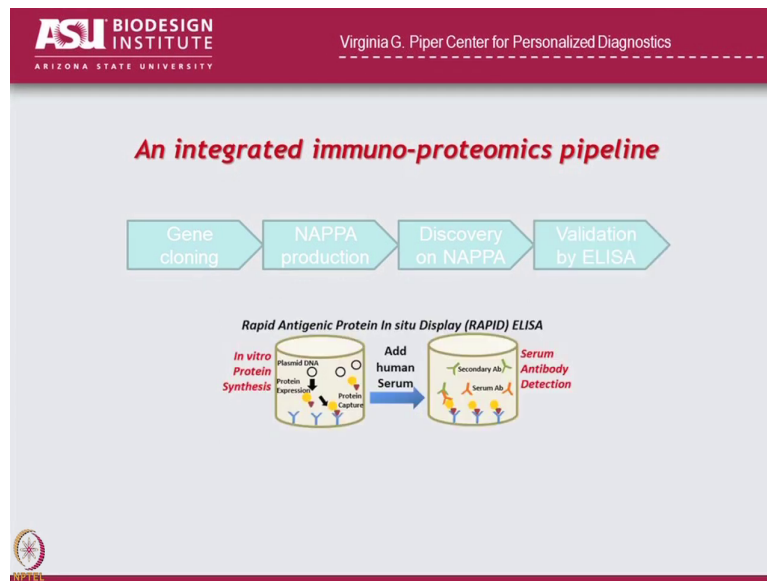 ASU BIODESIGN
INSTITUTE
ARIZONA STATE UNIVERSITY
Virginia G. Piper Center for Personalized Diagnostics
An integrated immuno-proteomics pipeline
Gene
cloning
NAPPA
production
Discovery
on NAPPA
Validation
by ELISA
Rapid Antigenic Protein In situ Display (RAPID) ELISA
In vitro
Protein
Synthesis
Plasmid DNA
Protein
Expression
Protein
Capture
Add
human
Serum
Secondary Ab
Serum Ab
Serum
Antibody
Detection
NPTEL